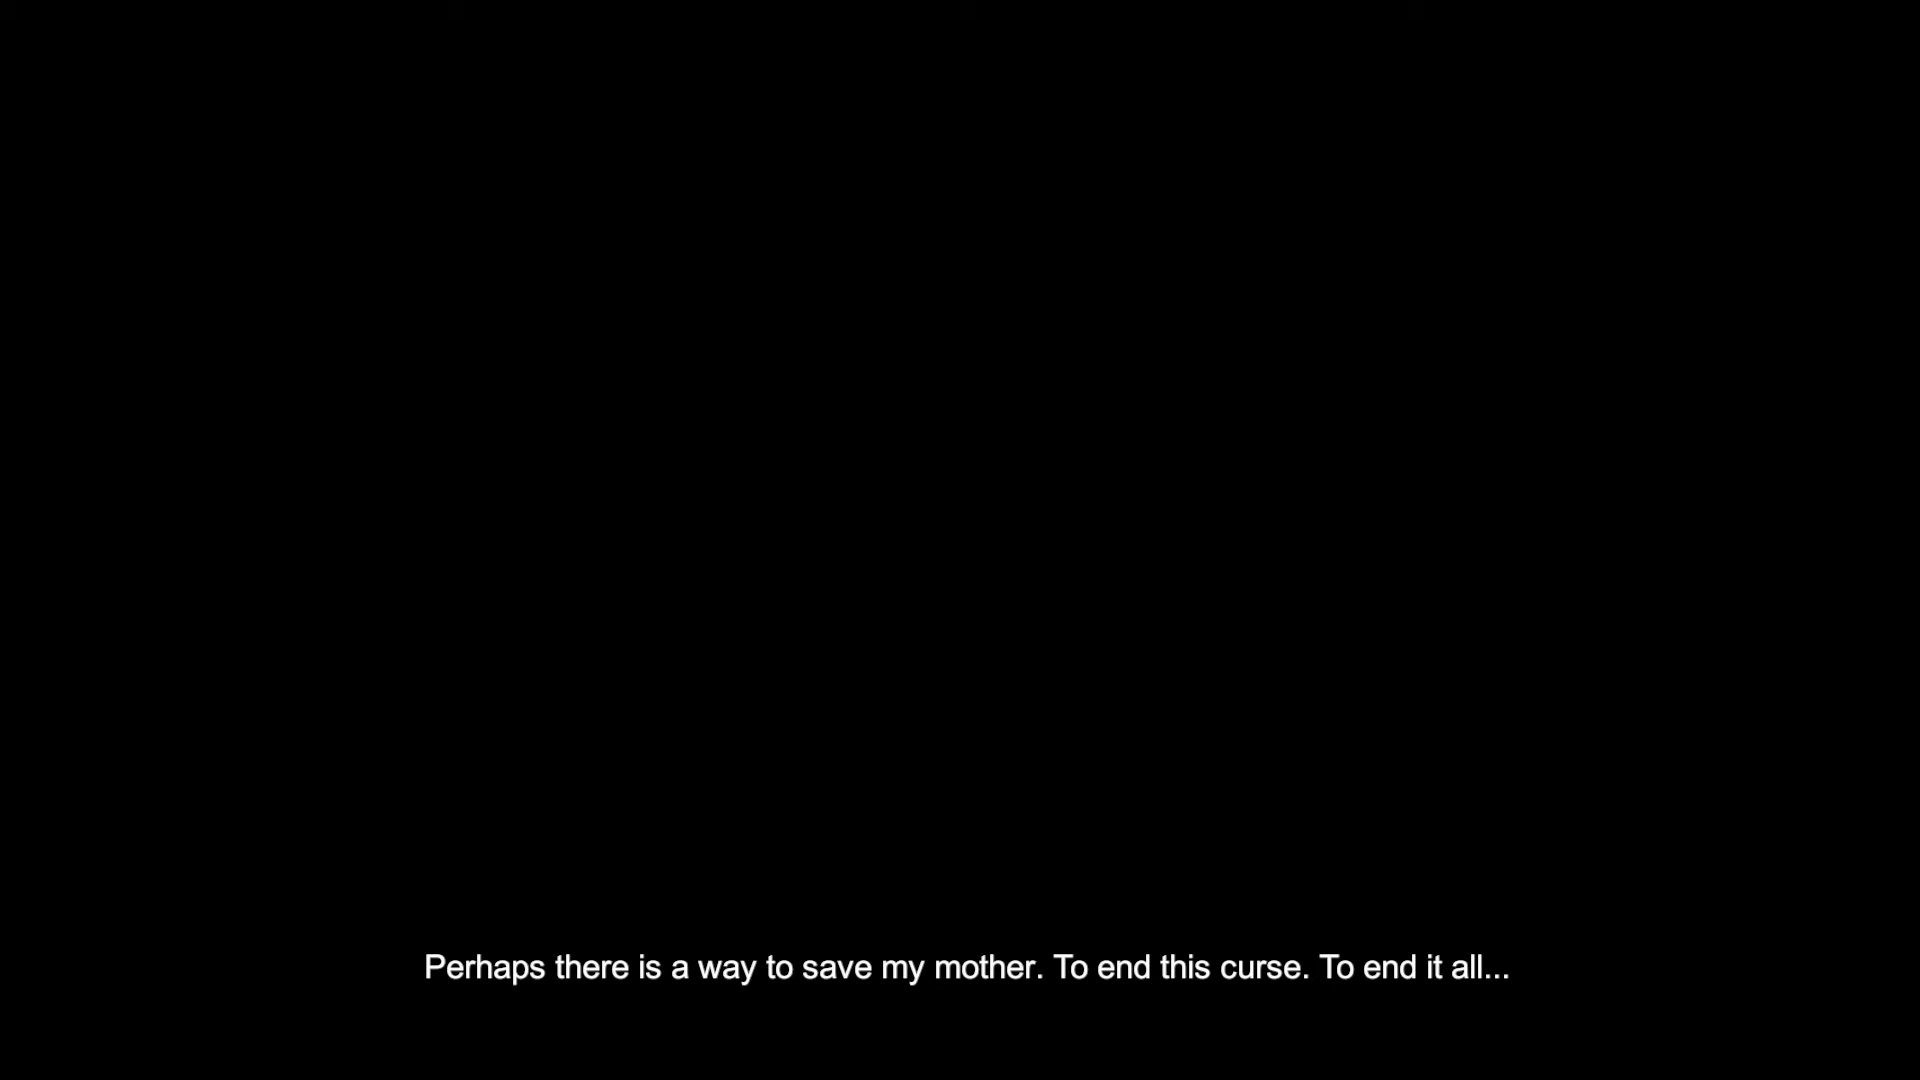 Perhaps there is a way to save my mother. To end this curse. To end it all...